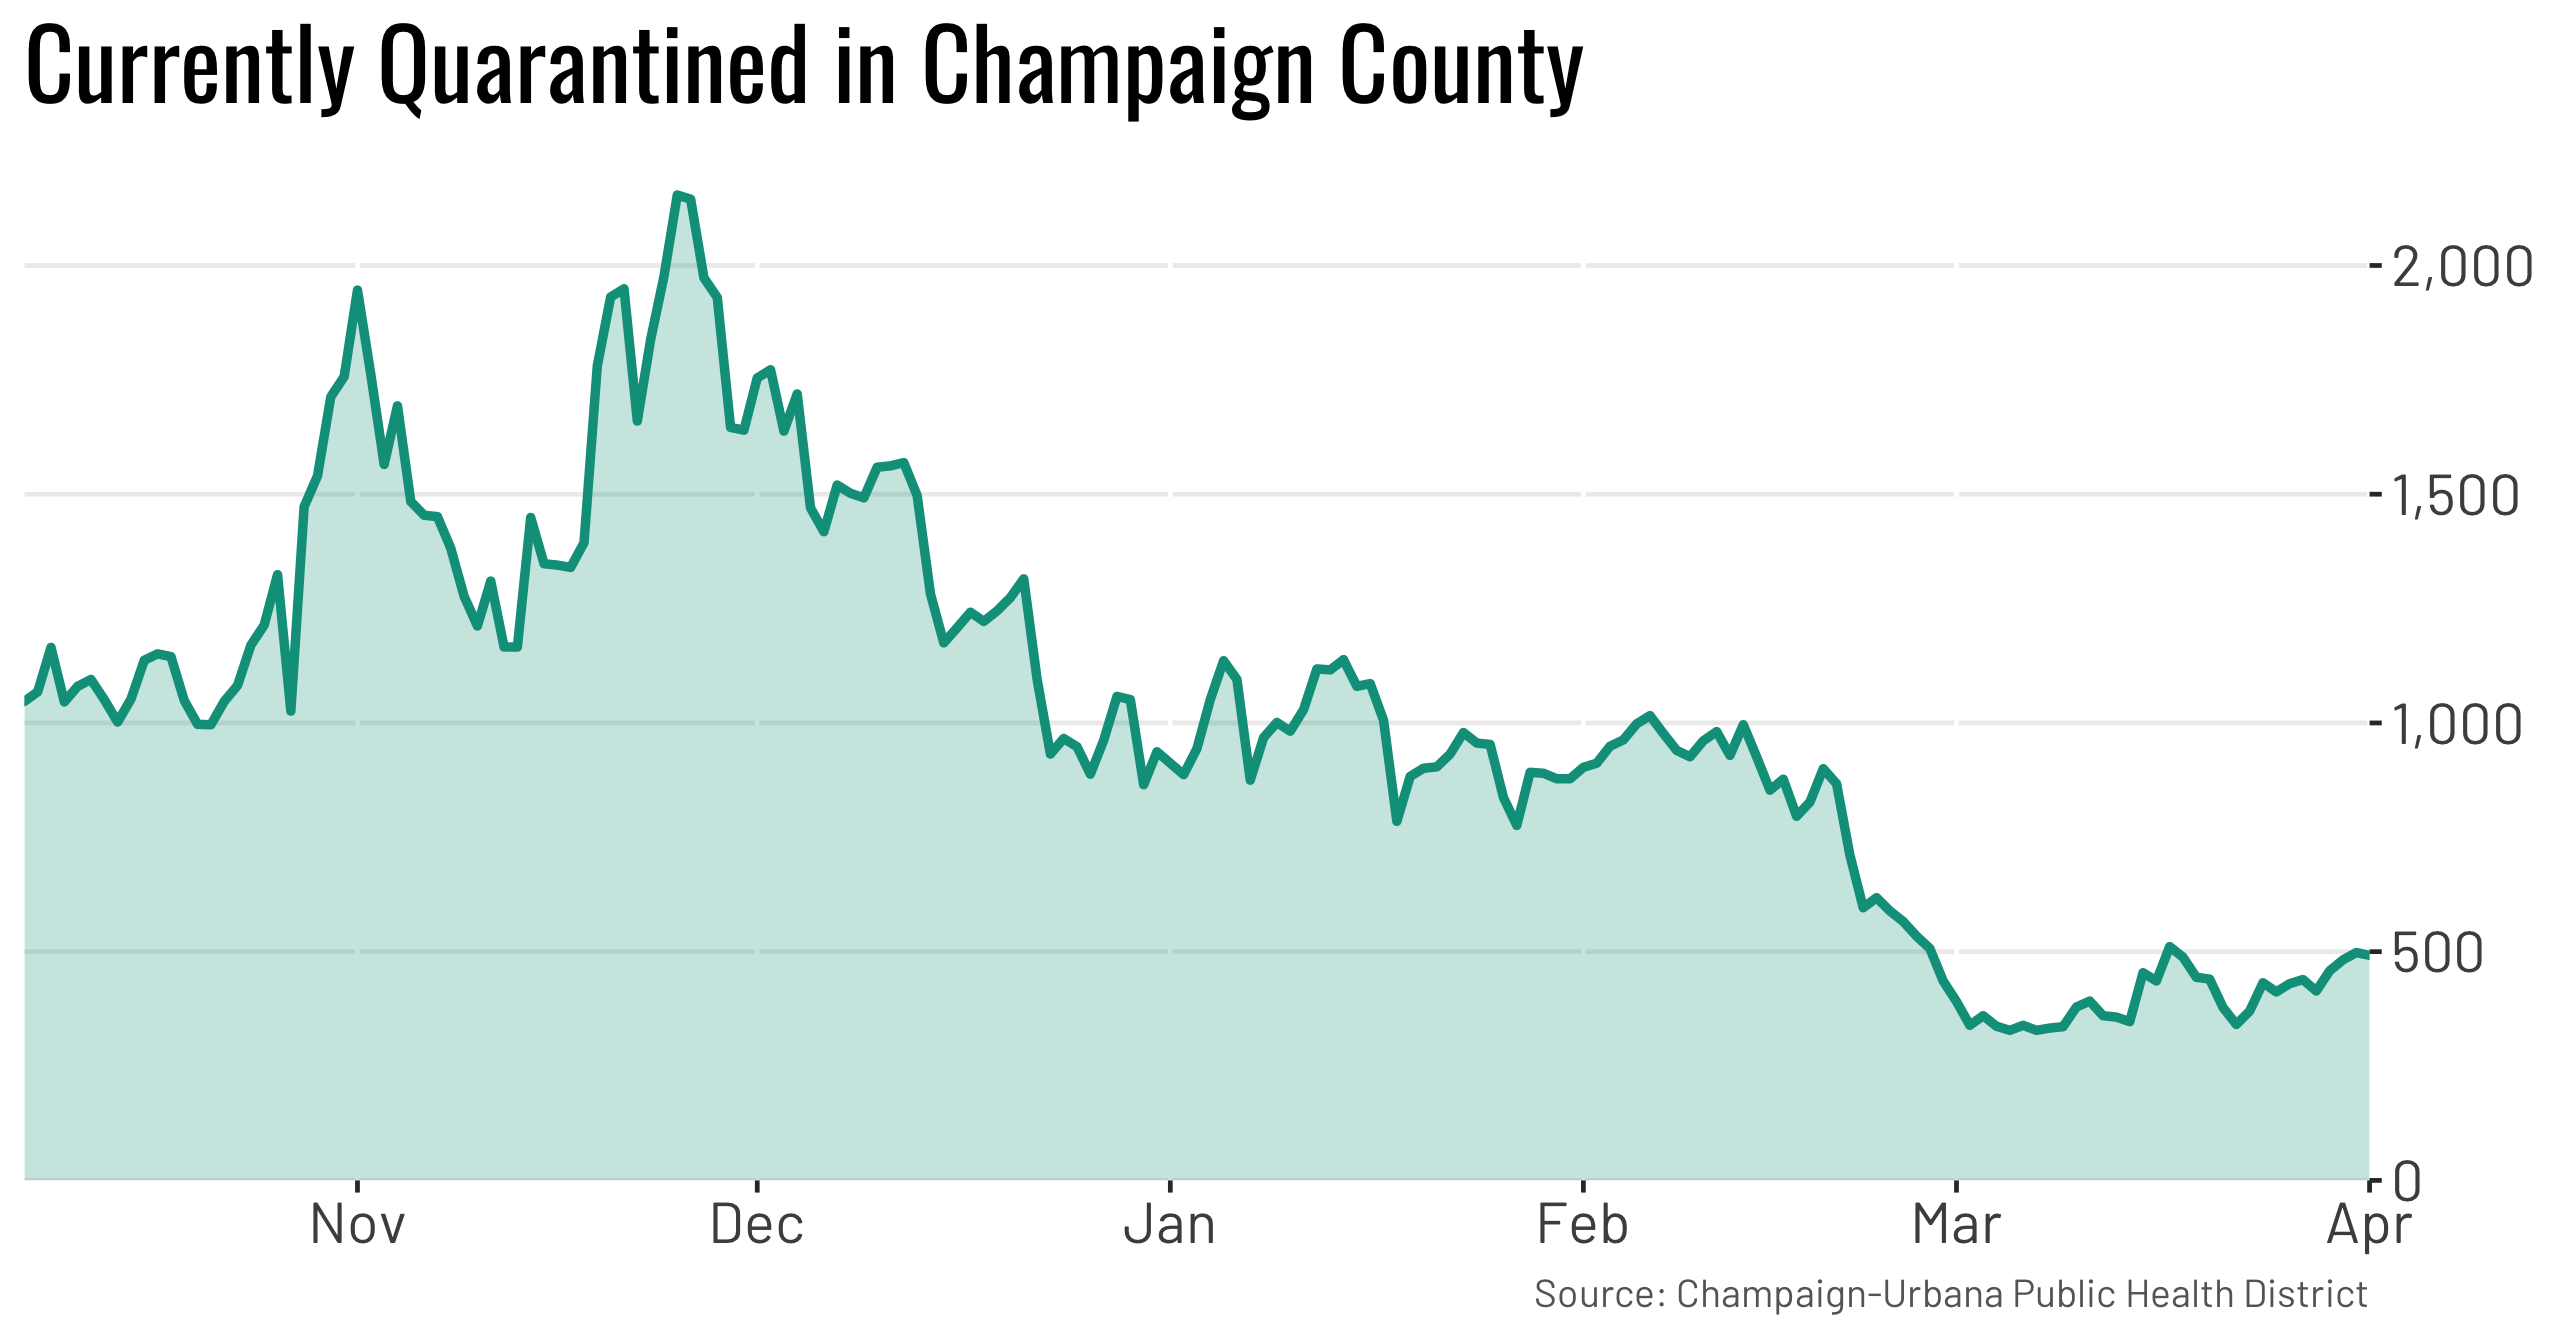 Currently Quarantined in Champaign County
2,000
1,500
1,000
500
0
Nov Dec Jan Feb Mar Apr
Source: Champaign-Urbana Public Health District